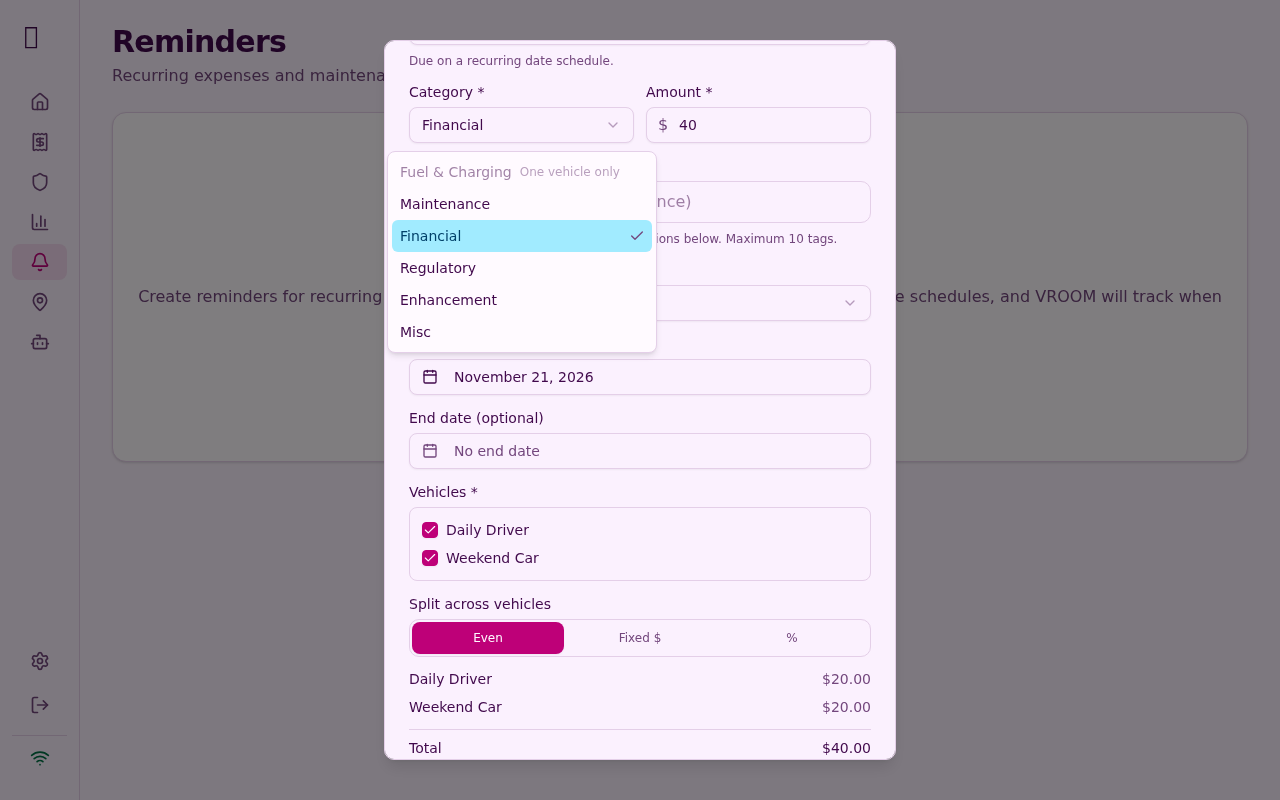 Reminders
Recurring expenses and maintena
Create reminders for recurring
e schedules, and VROOM will track when
Due on a recurring date schedule.
Category *
Amount *
Financial
$ 40
Fuel & Charging One vehicle only
Maintenance
Financial
Regulatory
Enhancement
Misc
nce)
ions below. Maximum 10 tags.
November 21, 2026
End date (optional)
No end date
Vehicles *
Daily Driver
Weekend Car
Split across vehicles
Even
Fixed $
%
Daily Driver
$20.00
Weekend Car
$20.00
Total
$40.00